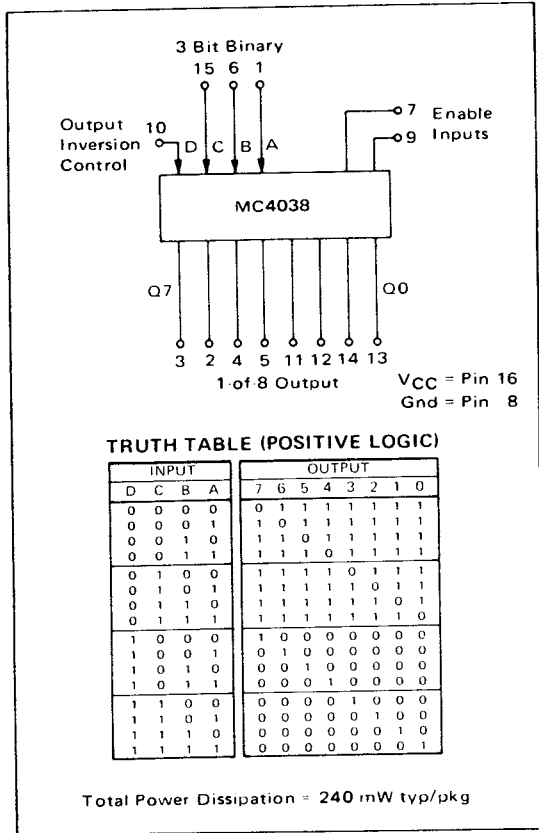 3 Bit Binary
15 6 1
Output Inversion Control
10
D C B A
7 9
Enable Inputs
MC4038
Q7
Q0
3 2 4 5 11 12 14 13
1 of 8 Output
VCC = Pin 16
Gnd = Pin 8
TRUTH TABLE (POSITIVE LOGIC)
INPUT OUTPUT
D C B A 7 6 5 4 3 2 1 0
0 0 0 0 0 1 1 1 1 1 1 1
0 0 0 1 1 0 1 1 1 1 1 1
0 0 1 0 1 1 0 1 1 1 1 1
0 0 1 1 1 1 1 0 1 1 1 1
0 1 0 0 1 1 1 1 0 1 1 1
0 1 0 1 1 1 1 1 1 0 1 1
0 1 1 0 1 1 1 1 1 1 0 1
0 1 1 1 1 1 1 1 1 1 1 0
1 0 0 0 1 0 0 0 0 0 0 0
1 0 0 1 0 1 0 0 0 0 0 0
1 0 1 0 0 0 1 0 0 0 0 0
1 0 1 1 0 0 0 1 0 0 0 0
1 1 0 0 0 0 0 0 1 0 0 0
1 1 0 1 0 0 0 0 0 1 0 0
1 1 1 0 0 0 0 0 0 0 1 0
1 1 1 1 0 0 0 0 0 0 0 1
Total Power Dissipation = 240 mW typ/pkg